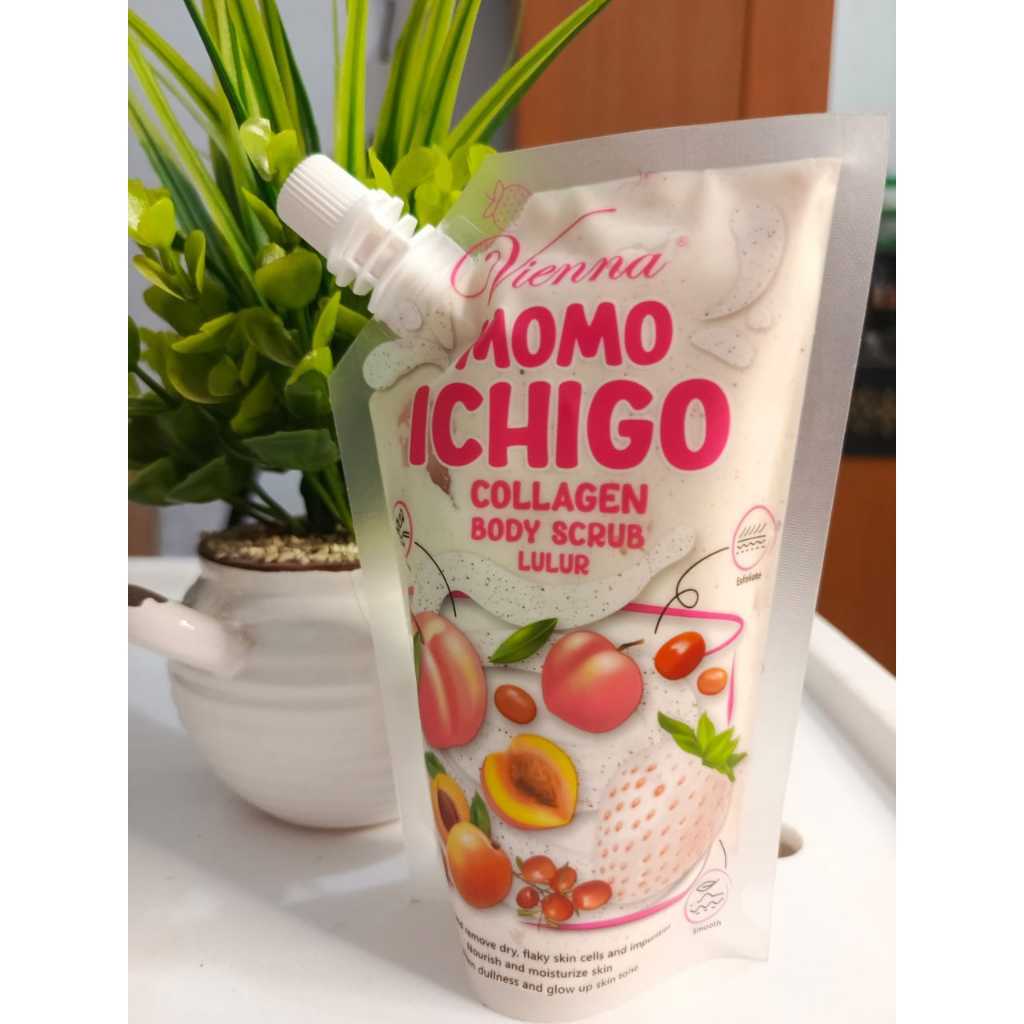 Vienna®
MOMO
ICHIGO
COLLAGEN
BODY SCRUB
LULUR
Exfoliate
Smooth
remove dry, flaky skin cells and impurities
Nourish and moisturize skin
dullness and glow up skin tone